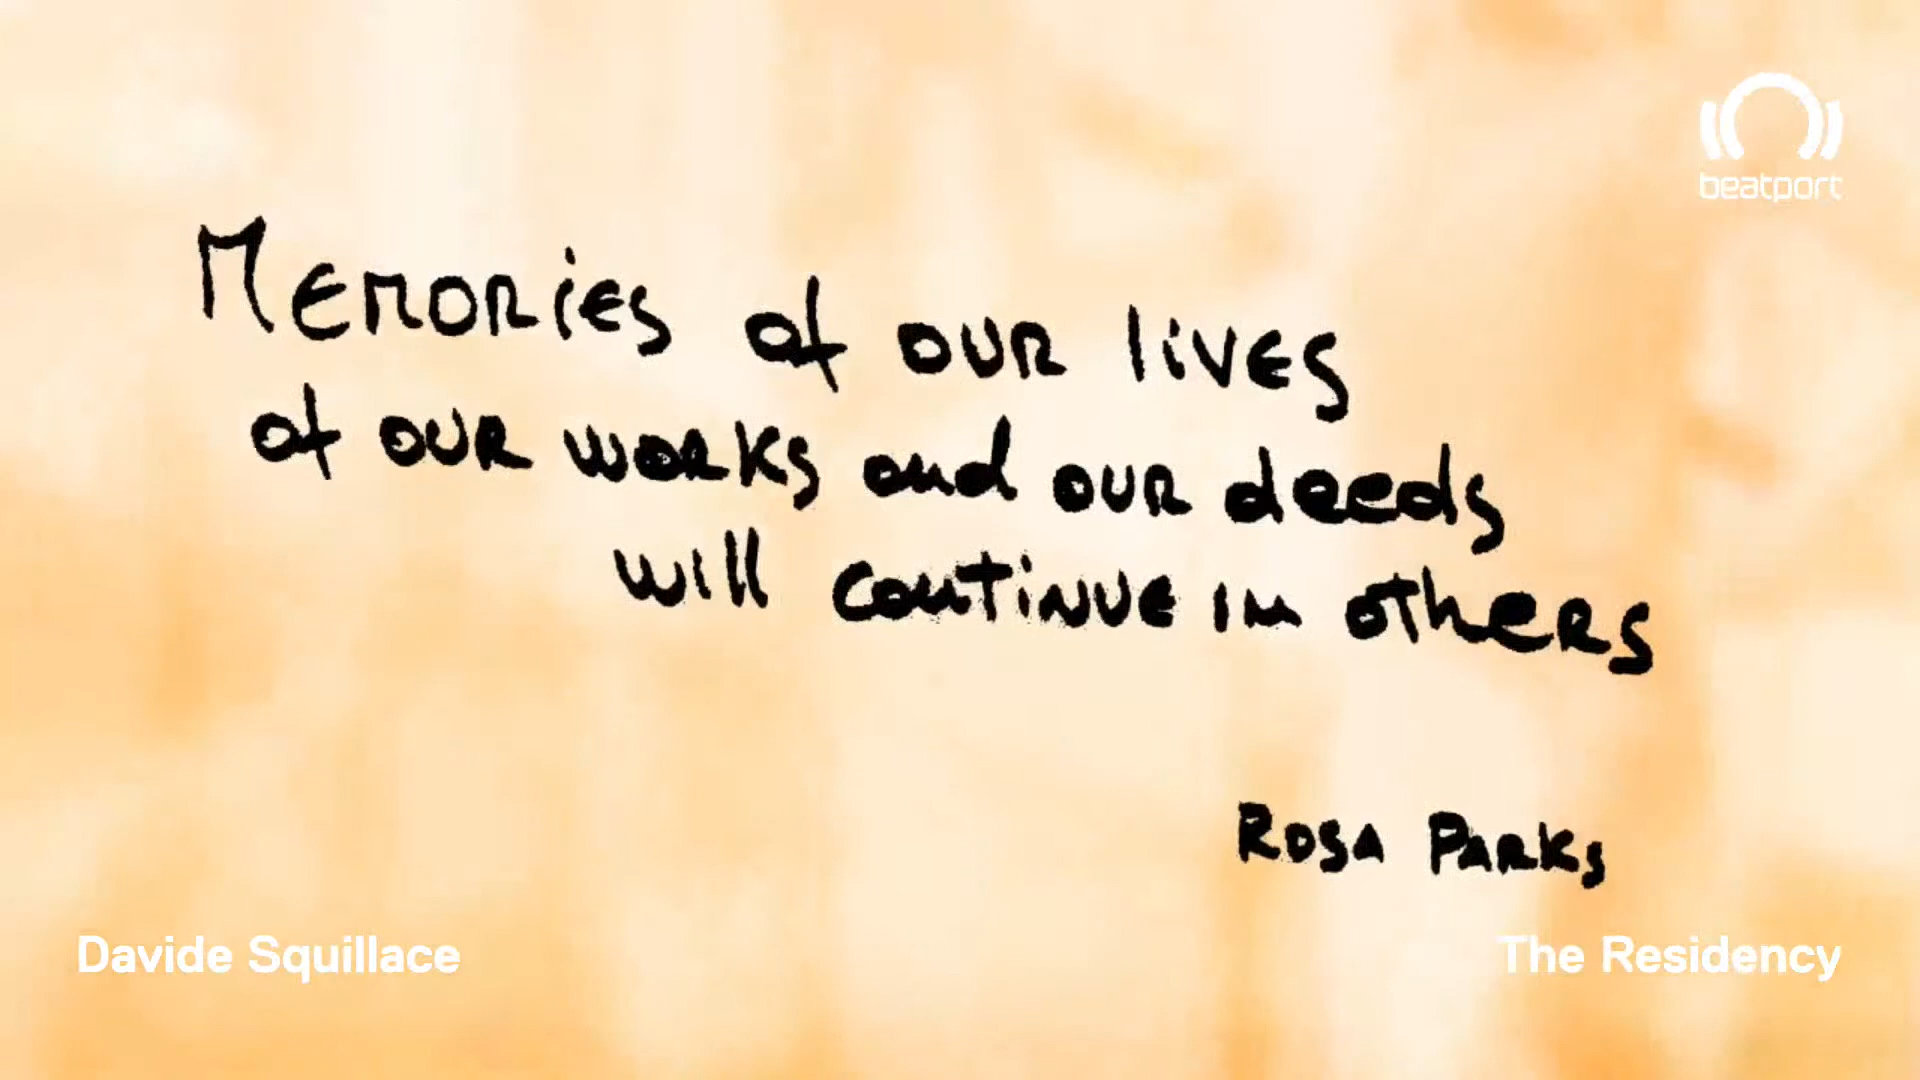 beatport
Memories of our lives
of our works and our deeds
will continue in others
Rosa Parks
Davide Squillace
The Residency